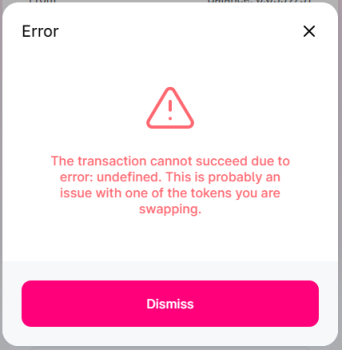 Error
The transaction cannot succeed due to
error: undefined. This is probably an
issue with one of the tokens you are
swapping.
Dismiss